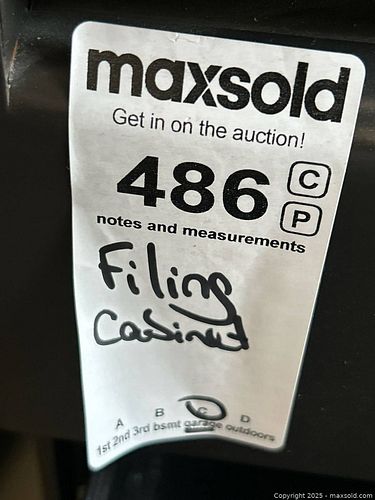 maxsold
Get in on the auction!
486 C
P
notes and measurements
Filing
Cabinet
A B C D
1st 2nd 3rd bsmt garage outdoors
Copyright 2025 - maxsold.com